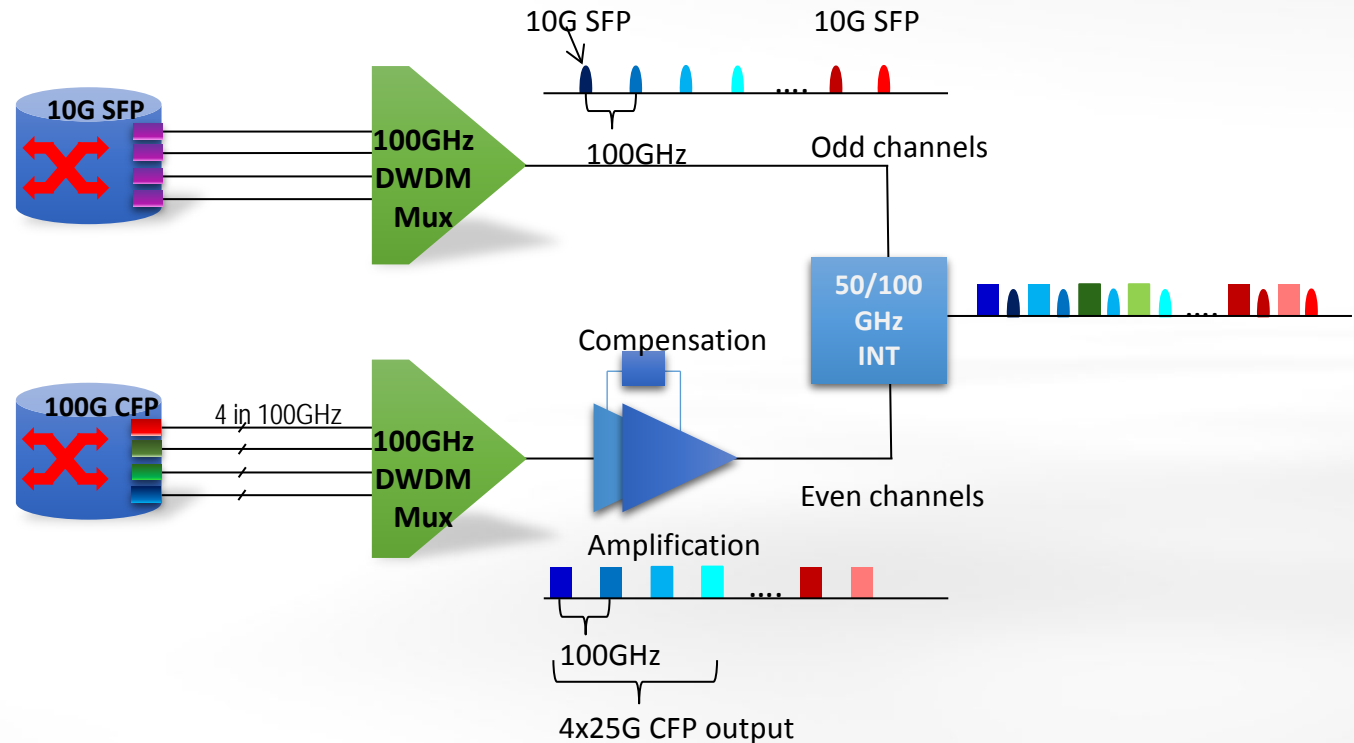 10G SFP
10G SFP
10G SFP
....
100GHz
DWDM
Mux
100GHz
Odd channels
50/100
GHz
INT
....
Compensation
100G CFP
4 in 100GHz
100GHz
DWDM
Mux
Even channels
Amplification
....
100GHz
4x25G CFP output